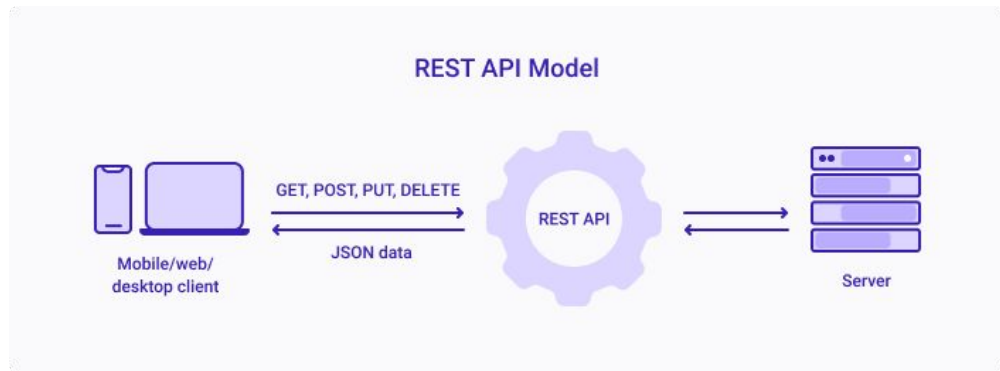 REST API Model
GET, POST, PUT, DELETE
REST API
JSON data
Mobile/web/
desktop client
Server